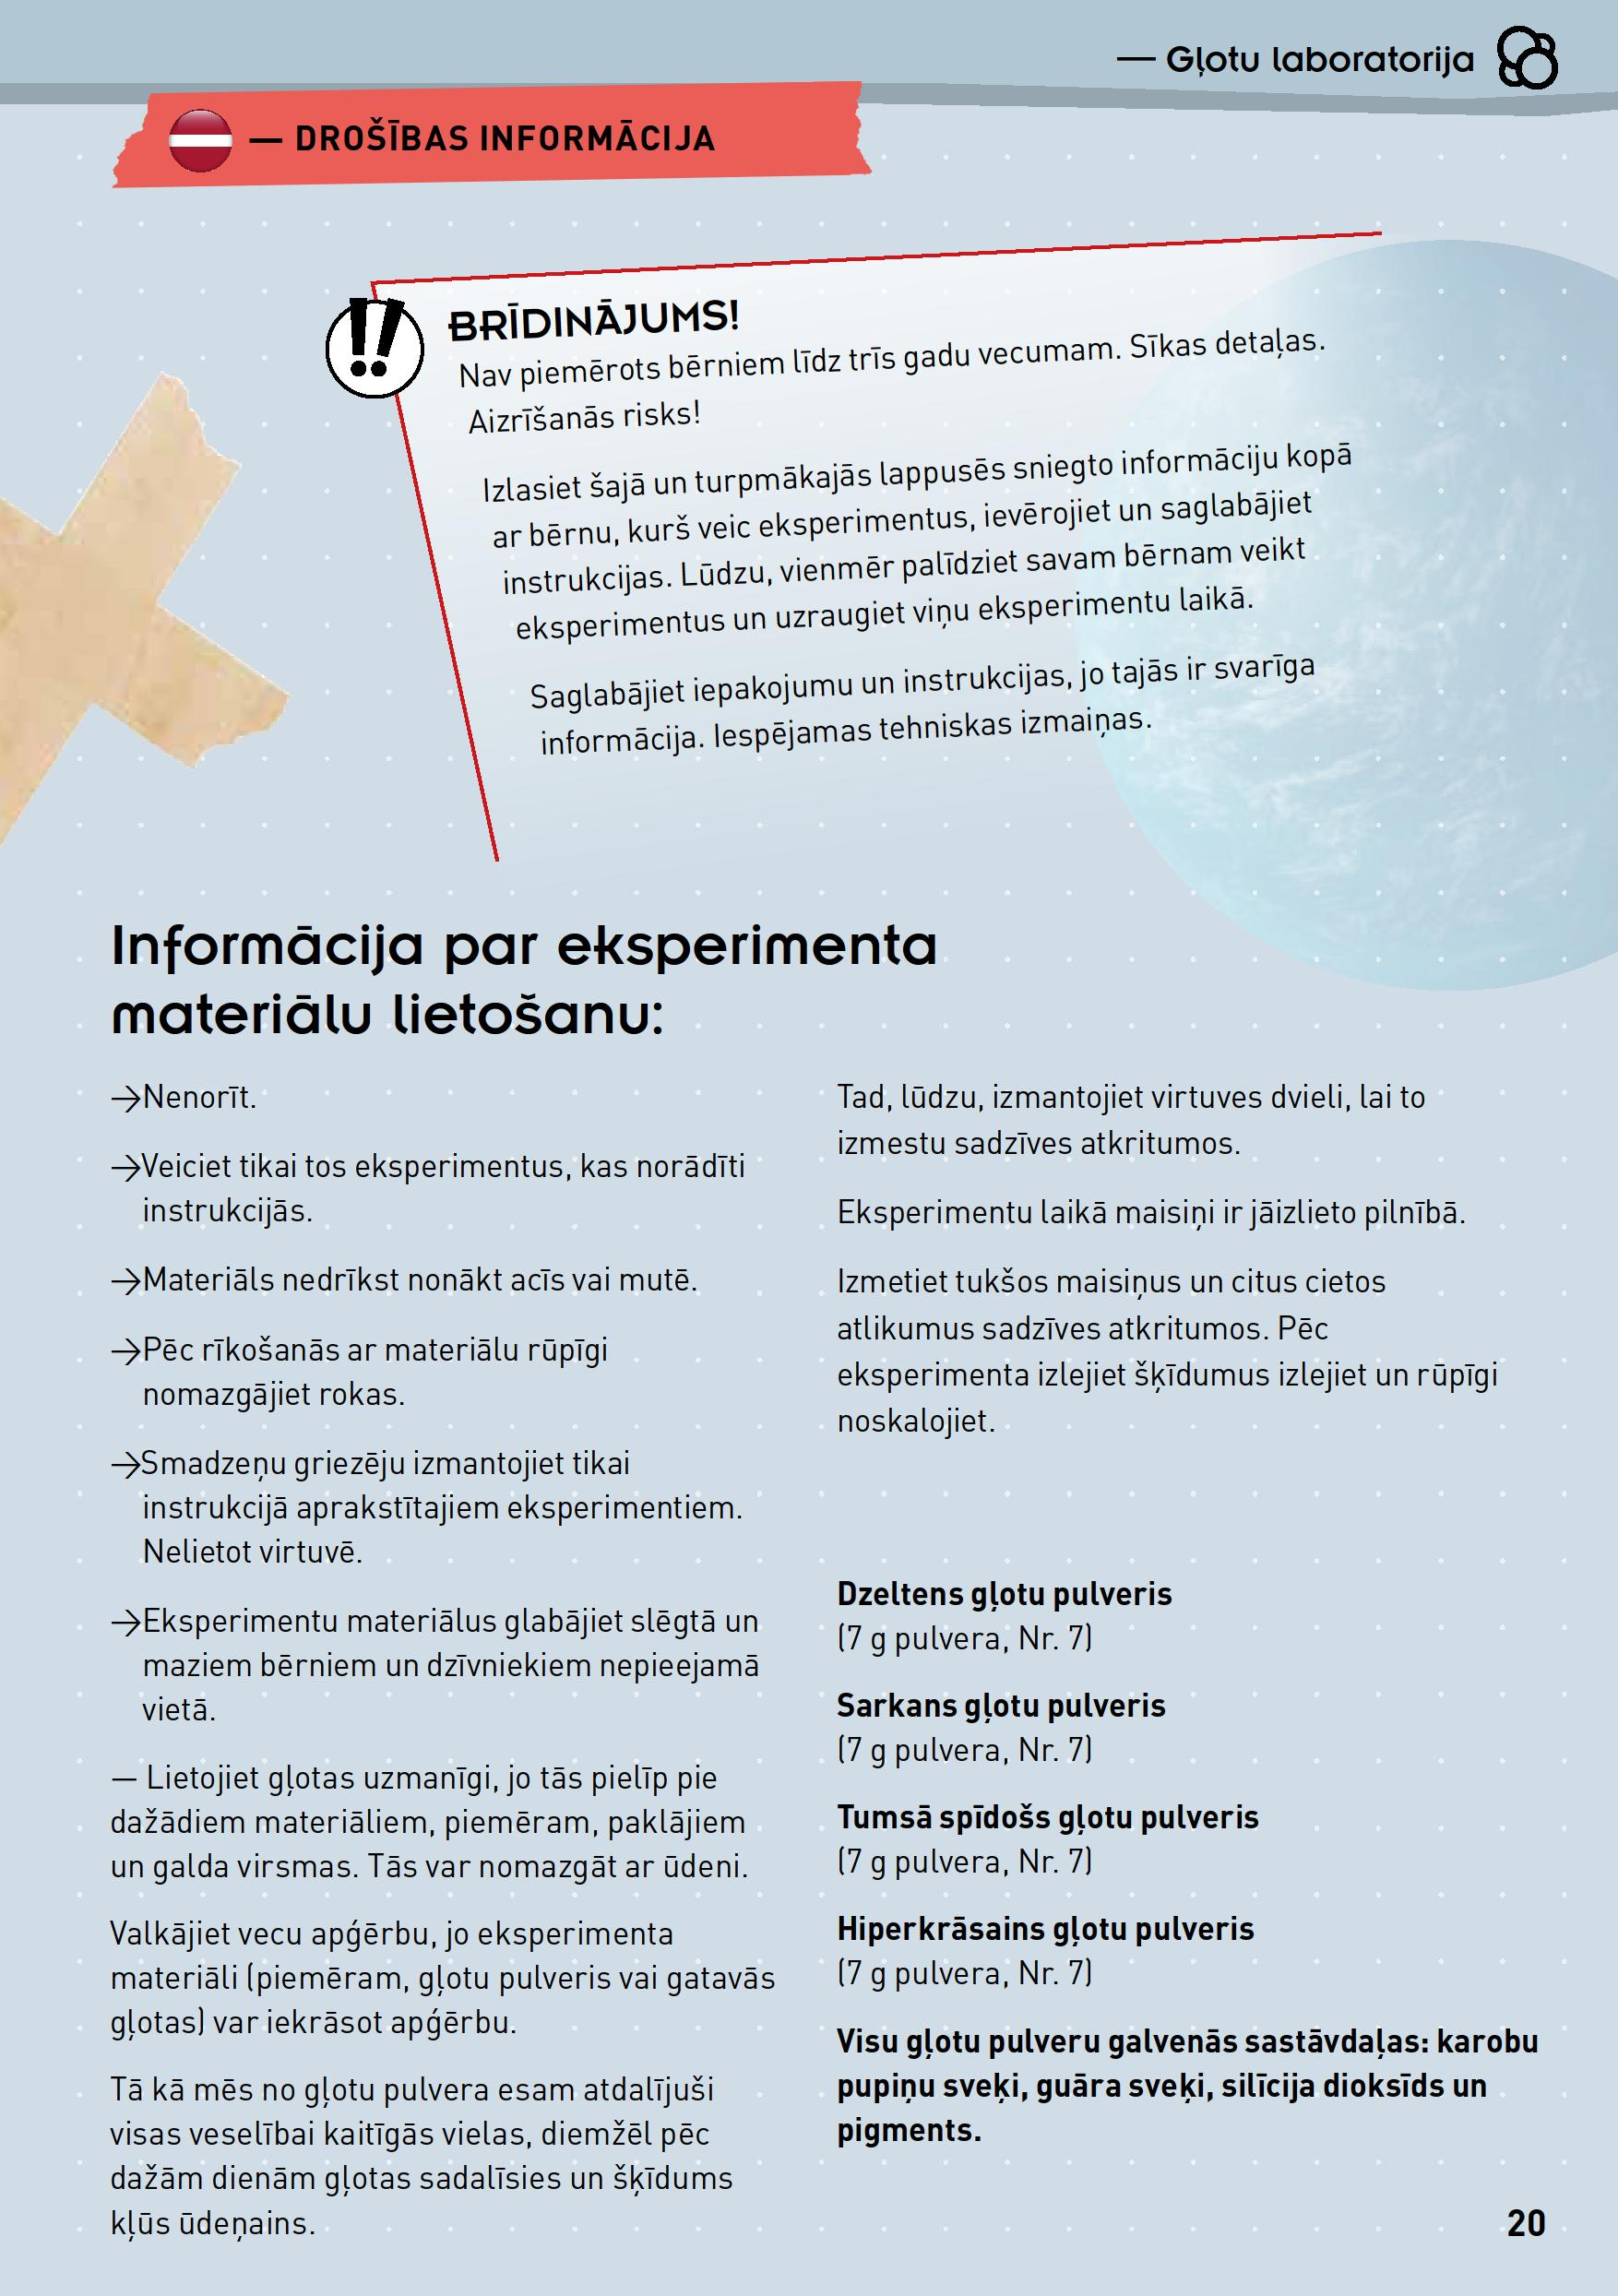 — Gļotu laboratorija
— DROŠĪBAS INFORMĀCIJA
BRĪDINĀJUMS!
Nav piemērots bērniem līdz trīs gadu vecumam. Sīkas detaļas.
Aizrīšanās risks!
Izlasiet šajā un turpmākajās lappusēs sniegto informāciju kopā
ar bērnu, kurš veic eksperimentus, ievērojiet un saglabājiet
instrukcijas. Lūdzu, vienmēr palīdziet savam bērnam veikt
eksperimentus un uzraugiet viņu eksperimentu laikā.
Saglabājiet iepakojumu un instrukcijas, jo tajās ir svarīga
informācija. Iespējamas tehniskas izmaiņas.
Informācija par eksperimenta
materiālu lietošanu:
→Nenorīt.
→Veiciet tikai tos eksperimentus, kas norādīti
instrukcijās.
→Materiāls nedrīkst nonākt acīs vai mutē.
→Pēc rīkošanās ar materiālu rūpīgi
nomazgājiet rokas.
→Smadzeņu griezēju izmantojiet tikai
instrukcijā aprakstītajiem eksperimentiem.
Nelietot virtuvē.
→Eksperimentu materiālus glabājiet slēgtā un
maziem bērniem un dzīvniekiem nepieejamā
vietā.
— Lietojiet gļotas uzmanīgi, jo tās pielīp pie
dažādiem materiāliem, piemēram, paklājiem
un galda virsmas. Tās var nomazgāt ar ūdeni.
Valkājiet vecu apģērbu, jo eksperimenta
materiāli (piemēram, gļotu pulveris vai gatavās
gļotas) var iekrāsot apģērbu.
Tā kā mēs no gļotu pulvera esam atdalījuši
visas veselībai kaitīgās vielas, diemžēl pēc
dažām dienām gļotas sadalīsies un šķīdums
kļūs ūdeņains.
Tad, lūdzu, izmantojiet virtuves dvieli, lai to
izmestu sadzīves atkritumos.
Eksperimentu laikā maisiņi ir jāizlieto pilnībā.
Izmetiet tukšos maisiņus un citus cietos
atlikumus sadzīves atkritumos. Pēc
eksperimenta izlejiet šķīdumus izlejiet un rūpīgi
noskalojiet.
Dzeltens gļotu pulveris
(7 g pulvera, Nr. 7)
Sarkans gļotu pulveris
(7 g pulvera, Nr. 7)
Tumsā spīdošs gļotu pulveris
(7 g pulvera, Nr. 7)
Hiperkrāsains gļotu pulveris
(7 g pulvera, Nr. 7)
Visu gļotu pulveru galvenās sastāvdaļas: karobu
pupiņu sveķi, guāra sveķi, silīcija dioksīds un
pigments.
20